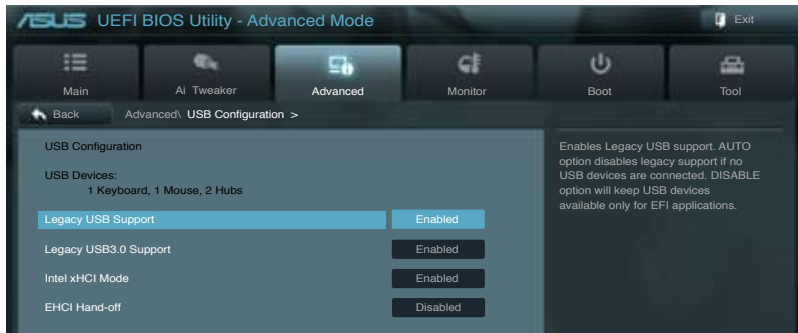 ASUS UEFI BIOS Utility - Advanced Mode
Exit
Main
Ai Tweaker
Advanced
Monitor
Boot
Tool
Back
Advanced\ USB Configuration >
USB Configuration
USB Devices:
1 Keyboard, 1 Mouse, 2 Hubs
Legacy USB Support Enabled
Legacy USB3.0 Support Enabled
Intel xHCI Mode Enabled
EHCI Hand-off Disabled
Enables Legacy USB support. AUTO
option disables legacy support if no
USB devices are connected. DISABLE
option will keep USB devices
available only for EFI applications.